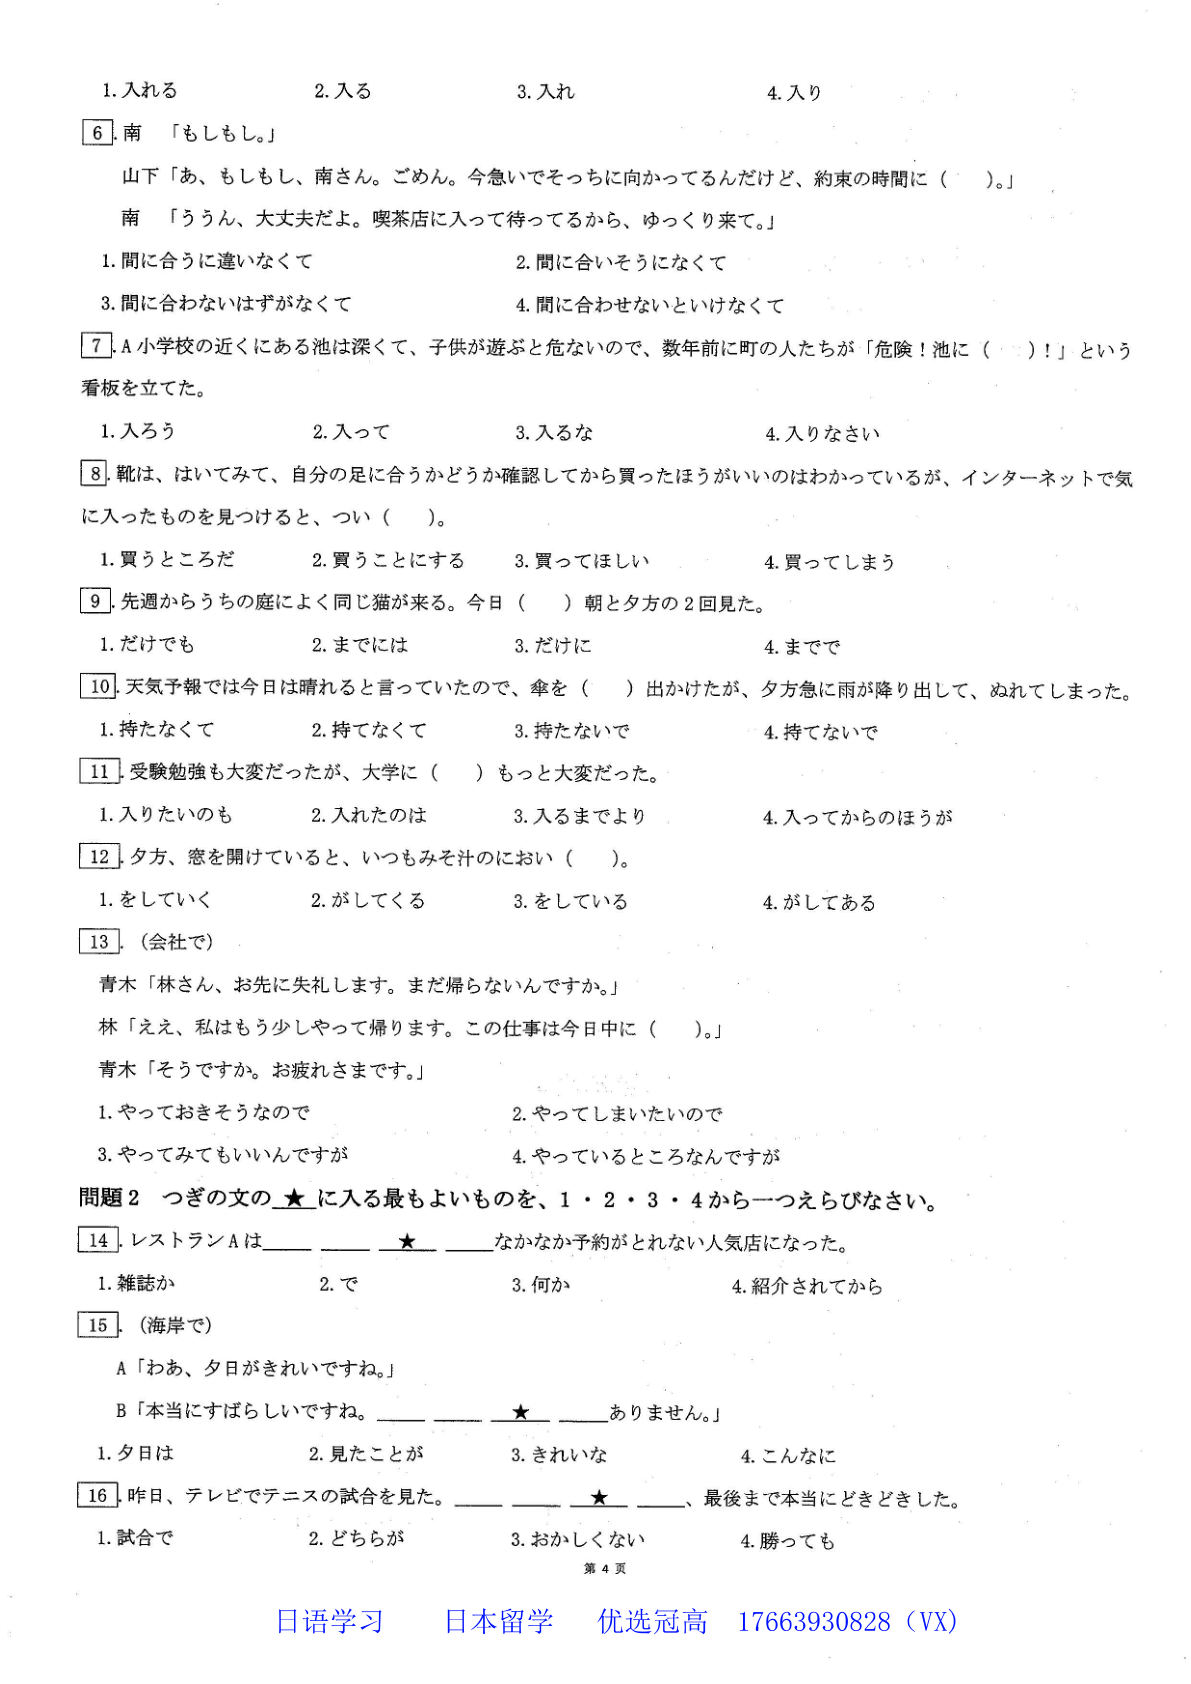 1.入れる 2.入る 3.入れ 4.入り
6.南 「もしもし。」
山下「あ、もしもし、南さん。ごめん。今急いでそっちに向かってるんだけど、約束の時間に（ ）。」
南 「ううん、大丈夫だよ。喫茶店に入って待ってるから、ゆっくり来て。」
1.間に合うに違いなくて 2.間に合いそうになくて
3.間に合わないはずがなくて 4.間に合わせないといけなくて
7.A 小学校の近くにある池は深くて、子供が遊ぶと危ないので、数年前に町の人たちが「危険！池に（ ）！」という
看板を立てた。
1.入ろう 2.入って 3.入るな 4.入りなさい
8.靴は、はいてみて、自分の足に合うかどうか確認してから買ったほうがいいのはわかっているが、インターネットで気
に入ったものを見つけると、つい（ ）。
1.買うところだ 2.買うことにする 3.買ってほしい 4.買ってしまう
9.先週からうちの庭によく同じ猫が来る。今日（ ）朝と夕方の2回見た。
1.だけでも 2.までには 3.だけに 4.までで
10.天気予報では今日は晴れると言っていたので、傘を（ ）出かけたが、夕方急に雨が降り出して、ぬれてしまった。
1.持たなくて 2.持てなくて 3.持たないで 4.持てないで
11.受験勉強も大変だったが、大学に（ ）もっと大変だった。
1.入りたいのも 2.入れたのは 3.入るまでより 4.入ってからのほうが
12.夕方、窓を開けていると、いつもみそ汁のにおい（ ）。
1.をしていく 2.がしてくる 3.をしている 4.がしてある
13.（会社で）
青木「林さん、お先に失礼します。まだ帰らないんですか。」
林「ええ、私はもう少しやって帰ります。この仕事は今日中に（ ）。」
青木「そうですか。お疲れさまです。」
1.やっておきそうなので 2.やってしまいたいので
3.やってみてもいいんですが 4.やっているところなんですが
問題2 つぎの文の＿★＿に入る最もよいものを、1・2・3・4から一つえらびなさい。
14.レストランAは＿＿ ＿＿ ＿★＿ ＿＿なかなか予約がとれない人気店になった。
1.雑誌か 2.で 3.何か 4.紹介されてから
15.（海岸で）
A「わあ、夕日がきれいですね。」
B「本当にすばらしいですね。＿＿ ＿＿ ＿★＿ ＿＿ありません。」
1.夕日は 2.見たことが 3.きれいな 4.こんなに
16.昨日、テレビでテニスの試合を見た。＿＿ ＿＿ ＿★＿ ＿＿、最後まで本当にどきどきした。
1.試合で 2.どちらが 3.おかしくない 4.勝っても
第 4 页
日语学习 日本留学 优选冠高 17663930828（VX）